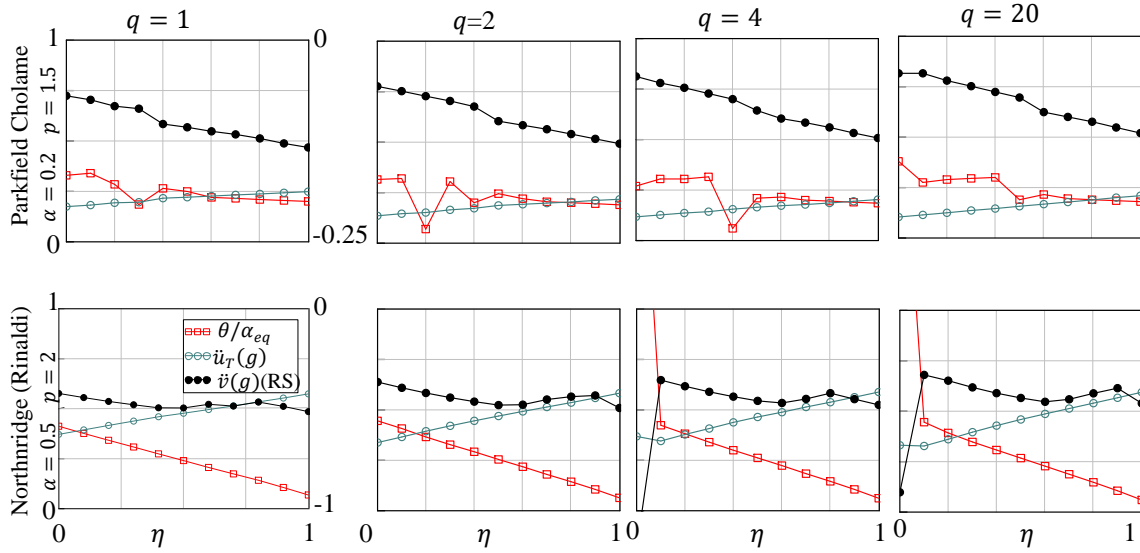 q = 1
q=2
q = 4
q = 20
Parkfield Cholame
α = 0.2 p = 1.5
1
0
0
-0.25
Northridge (Rinaldi)
α = 0.5 p = 2
1
0
0
-1
θ/α_eq
ü_T(g)
v̈(g)(RS)
0 η 1
0 η 1
0 η 1
0 η 1